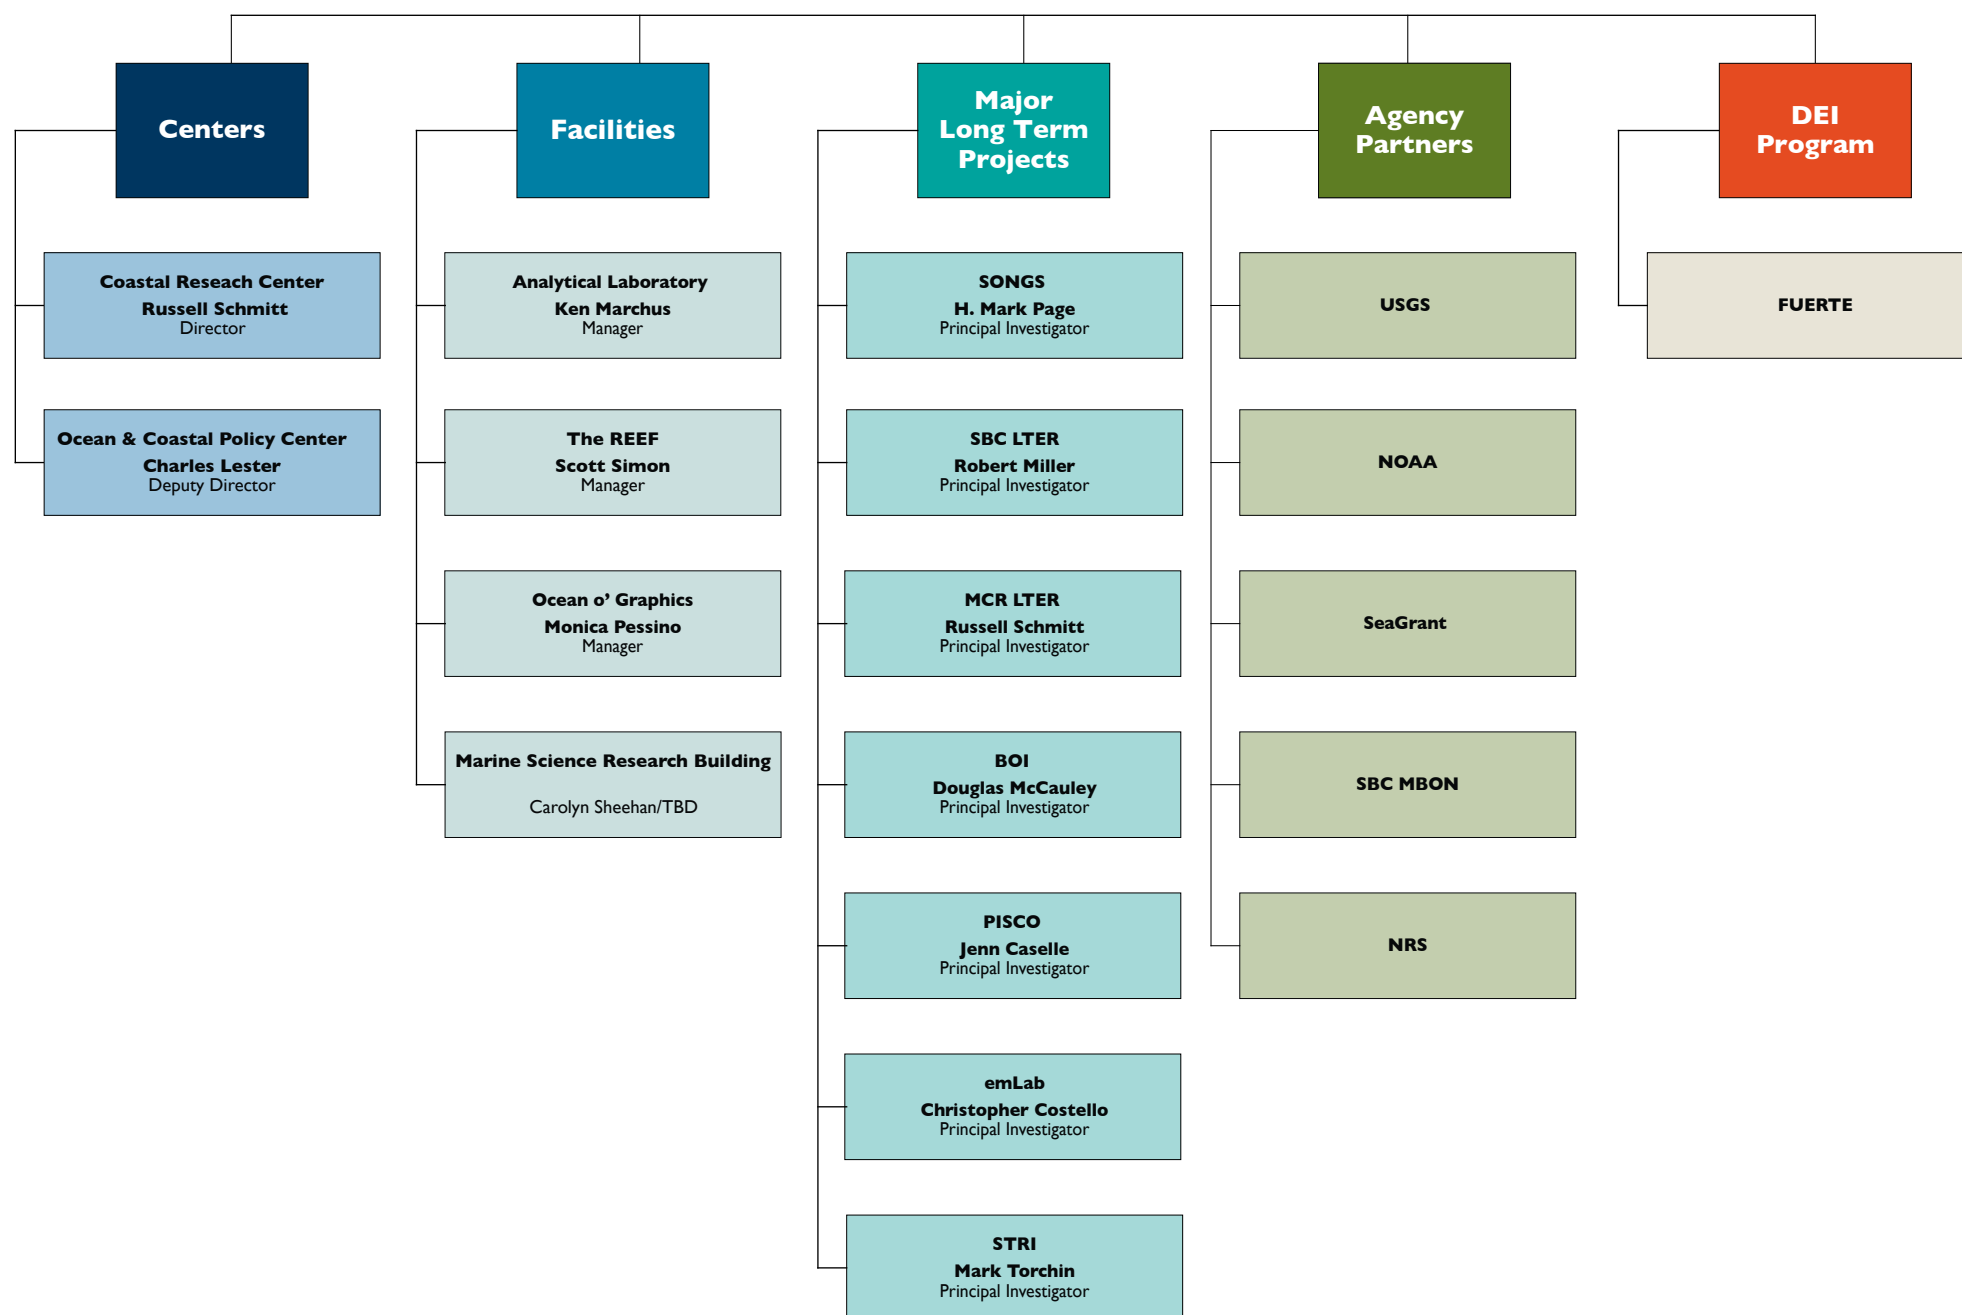 Centers
Coastal Reseach Center
Russell Schmitt
Director
Ocean & Coastal Policy Center
Charles Lester
Deputy Director
Facilities
Analytical Laboratory
Ken Marchus
Manager
The REEF
Scott Simon
Manager
Ocean o’ Graphics
Monica Pessino
Manager
Marine Science Research Building
Carolyn Sheehan/TBD
Major
Long Term
Projects
SONGS
H. Mark Page
Principal Investigator
SBC LTER
Robert Miller
Principal Investigator
MCR LTER
Russell Schmitt
Principal Investigator
BOI
Douglas McCauley
Principal Investigator
PISCO
Jenn Caselle
Principal Investigator
emLab
Christopher Costello
Principal Investigator
STRI
Mark Torchin
Principal Investigator
Agency
Partners
USGS
NOAA
SeaGrant
SBC MBON
NRS
DEI
Program
FUERTE